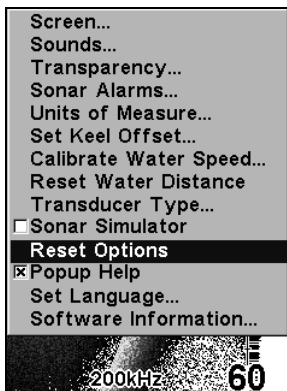 Screen...
Sounds...
Transparency...
Sonar Alarms...
Units of Measure...
Set Keel Offset...
Calibrate Water Speed...
Reset Water Distance
Transducer Type...
Sonar Simulator
Reset Options
Popup Help
Set Language...
Software Information...
200kHz 60